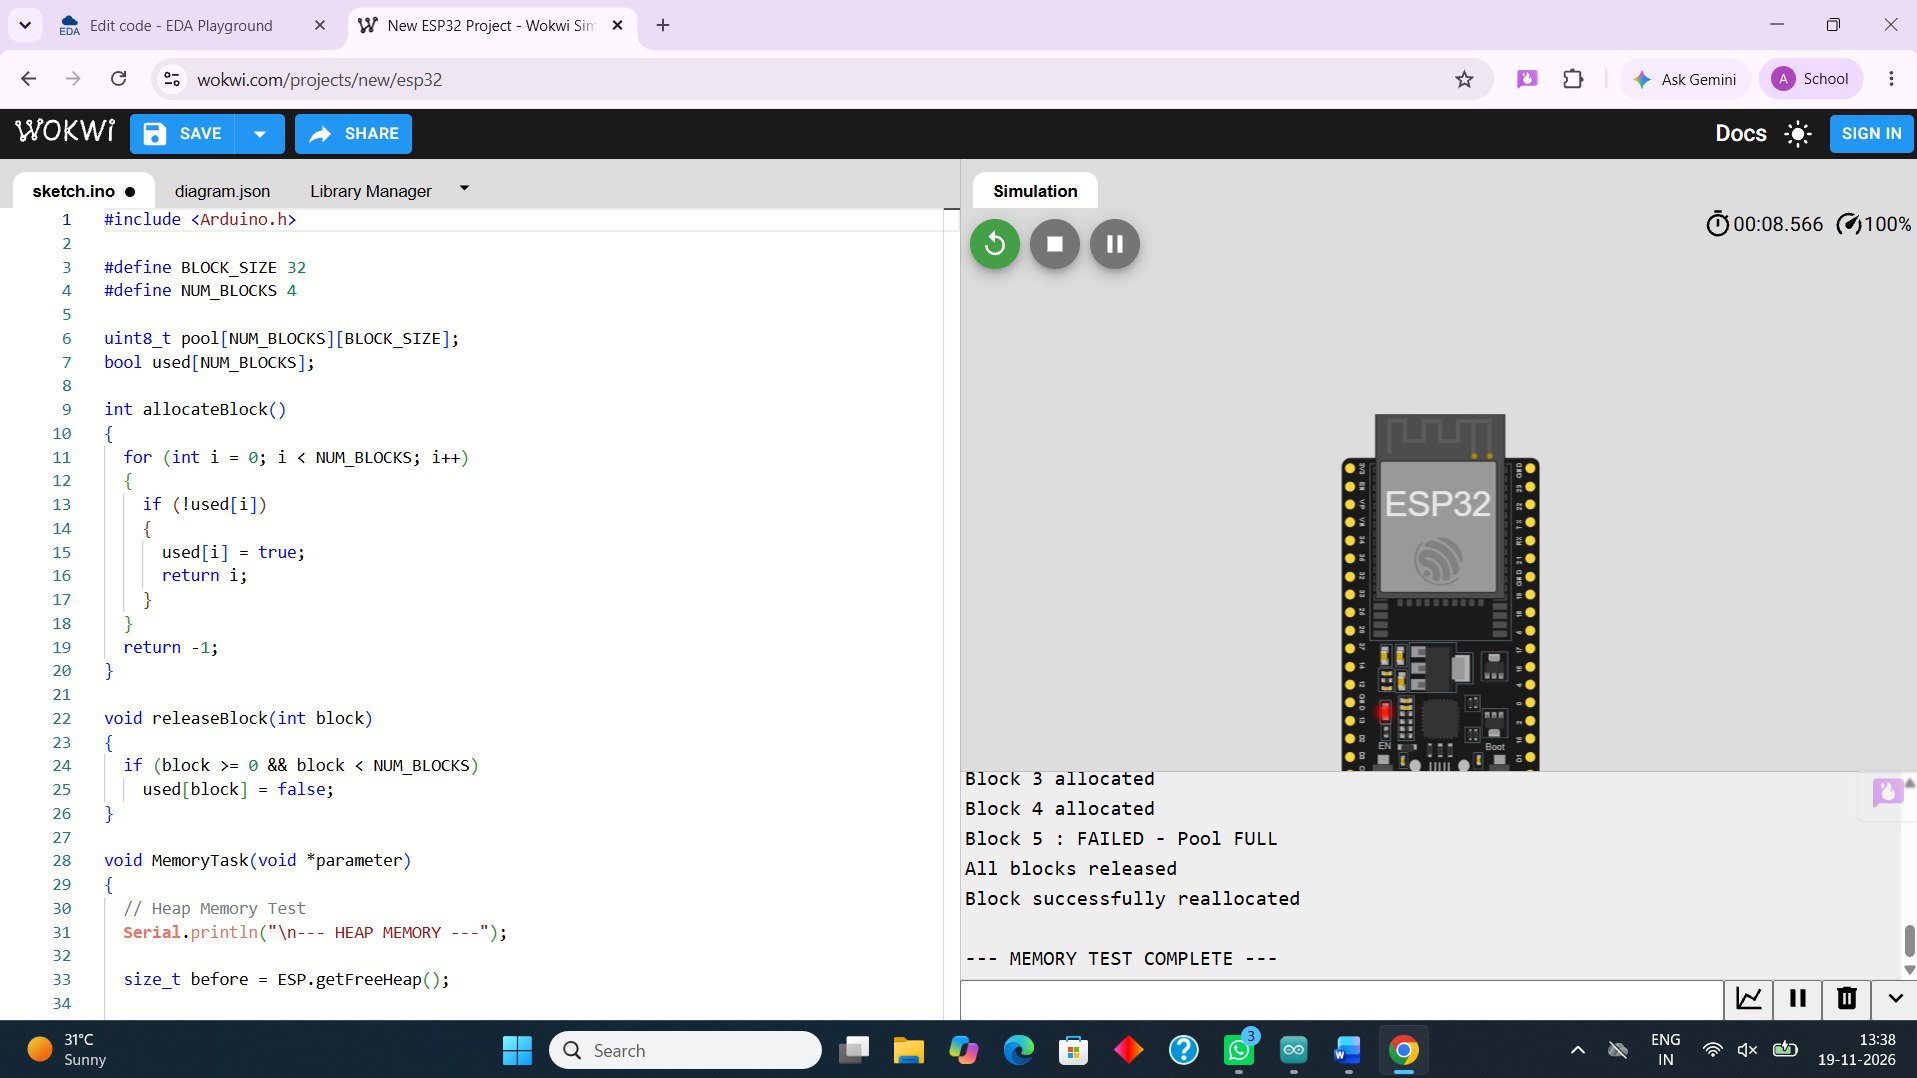 Edit code - EDA Playground
New ESP32 Project - Wokwi Sim
wokwi.com/projects/new/esp32
Ask Gemini
A School
WOKWI
SAVE
SHARE
Docs
SIGN IN
sketch.ino
diagram.json
Library Manager
Simulation
00:08.566
100%
1 #include <Arduino.h>
2
3 #define BLOCK_SIZE 32
4 #define NUM_BLOCKS 4
5
6 uint8_t pool[NUM_BLOCKS][BLOCK_SIZE];
7 bool used[NUM_BLOCKS];
8
9 int allocateBlock()
10 {
11 for (int i = 0; i < NUM_BLOCKS; i++)
12 {
13 if (!used[i])
14 {
15 used[i] = true;
16 return i;
17 }
18 }
19 return -1;
20 }
21
22 void releaseBlock(int block)
23 {
24 if (block >= 0 && block < NUM_BLOCKS)
25 used[block] = false;
26 }
27
28 void MemoryTask(void *parameter)
29 {
30 // Heap Memory Test
31 Serial.println("\n--- HEAP MEMORY ---");
32
33 size_t before = ESP.getFreeHeap();
34
ESP32
EN
Boot
Block 3 allocated
Block 4 allocated
Block 5 : FAILED - Pool FULL
All blocks released
Block successfully reallocated
--- MEMORY TEST COMPLETE ---
31°C
Sunny
Search
3
ENG
IN
13:38
19-11-2026